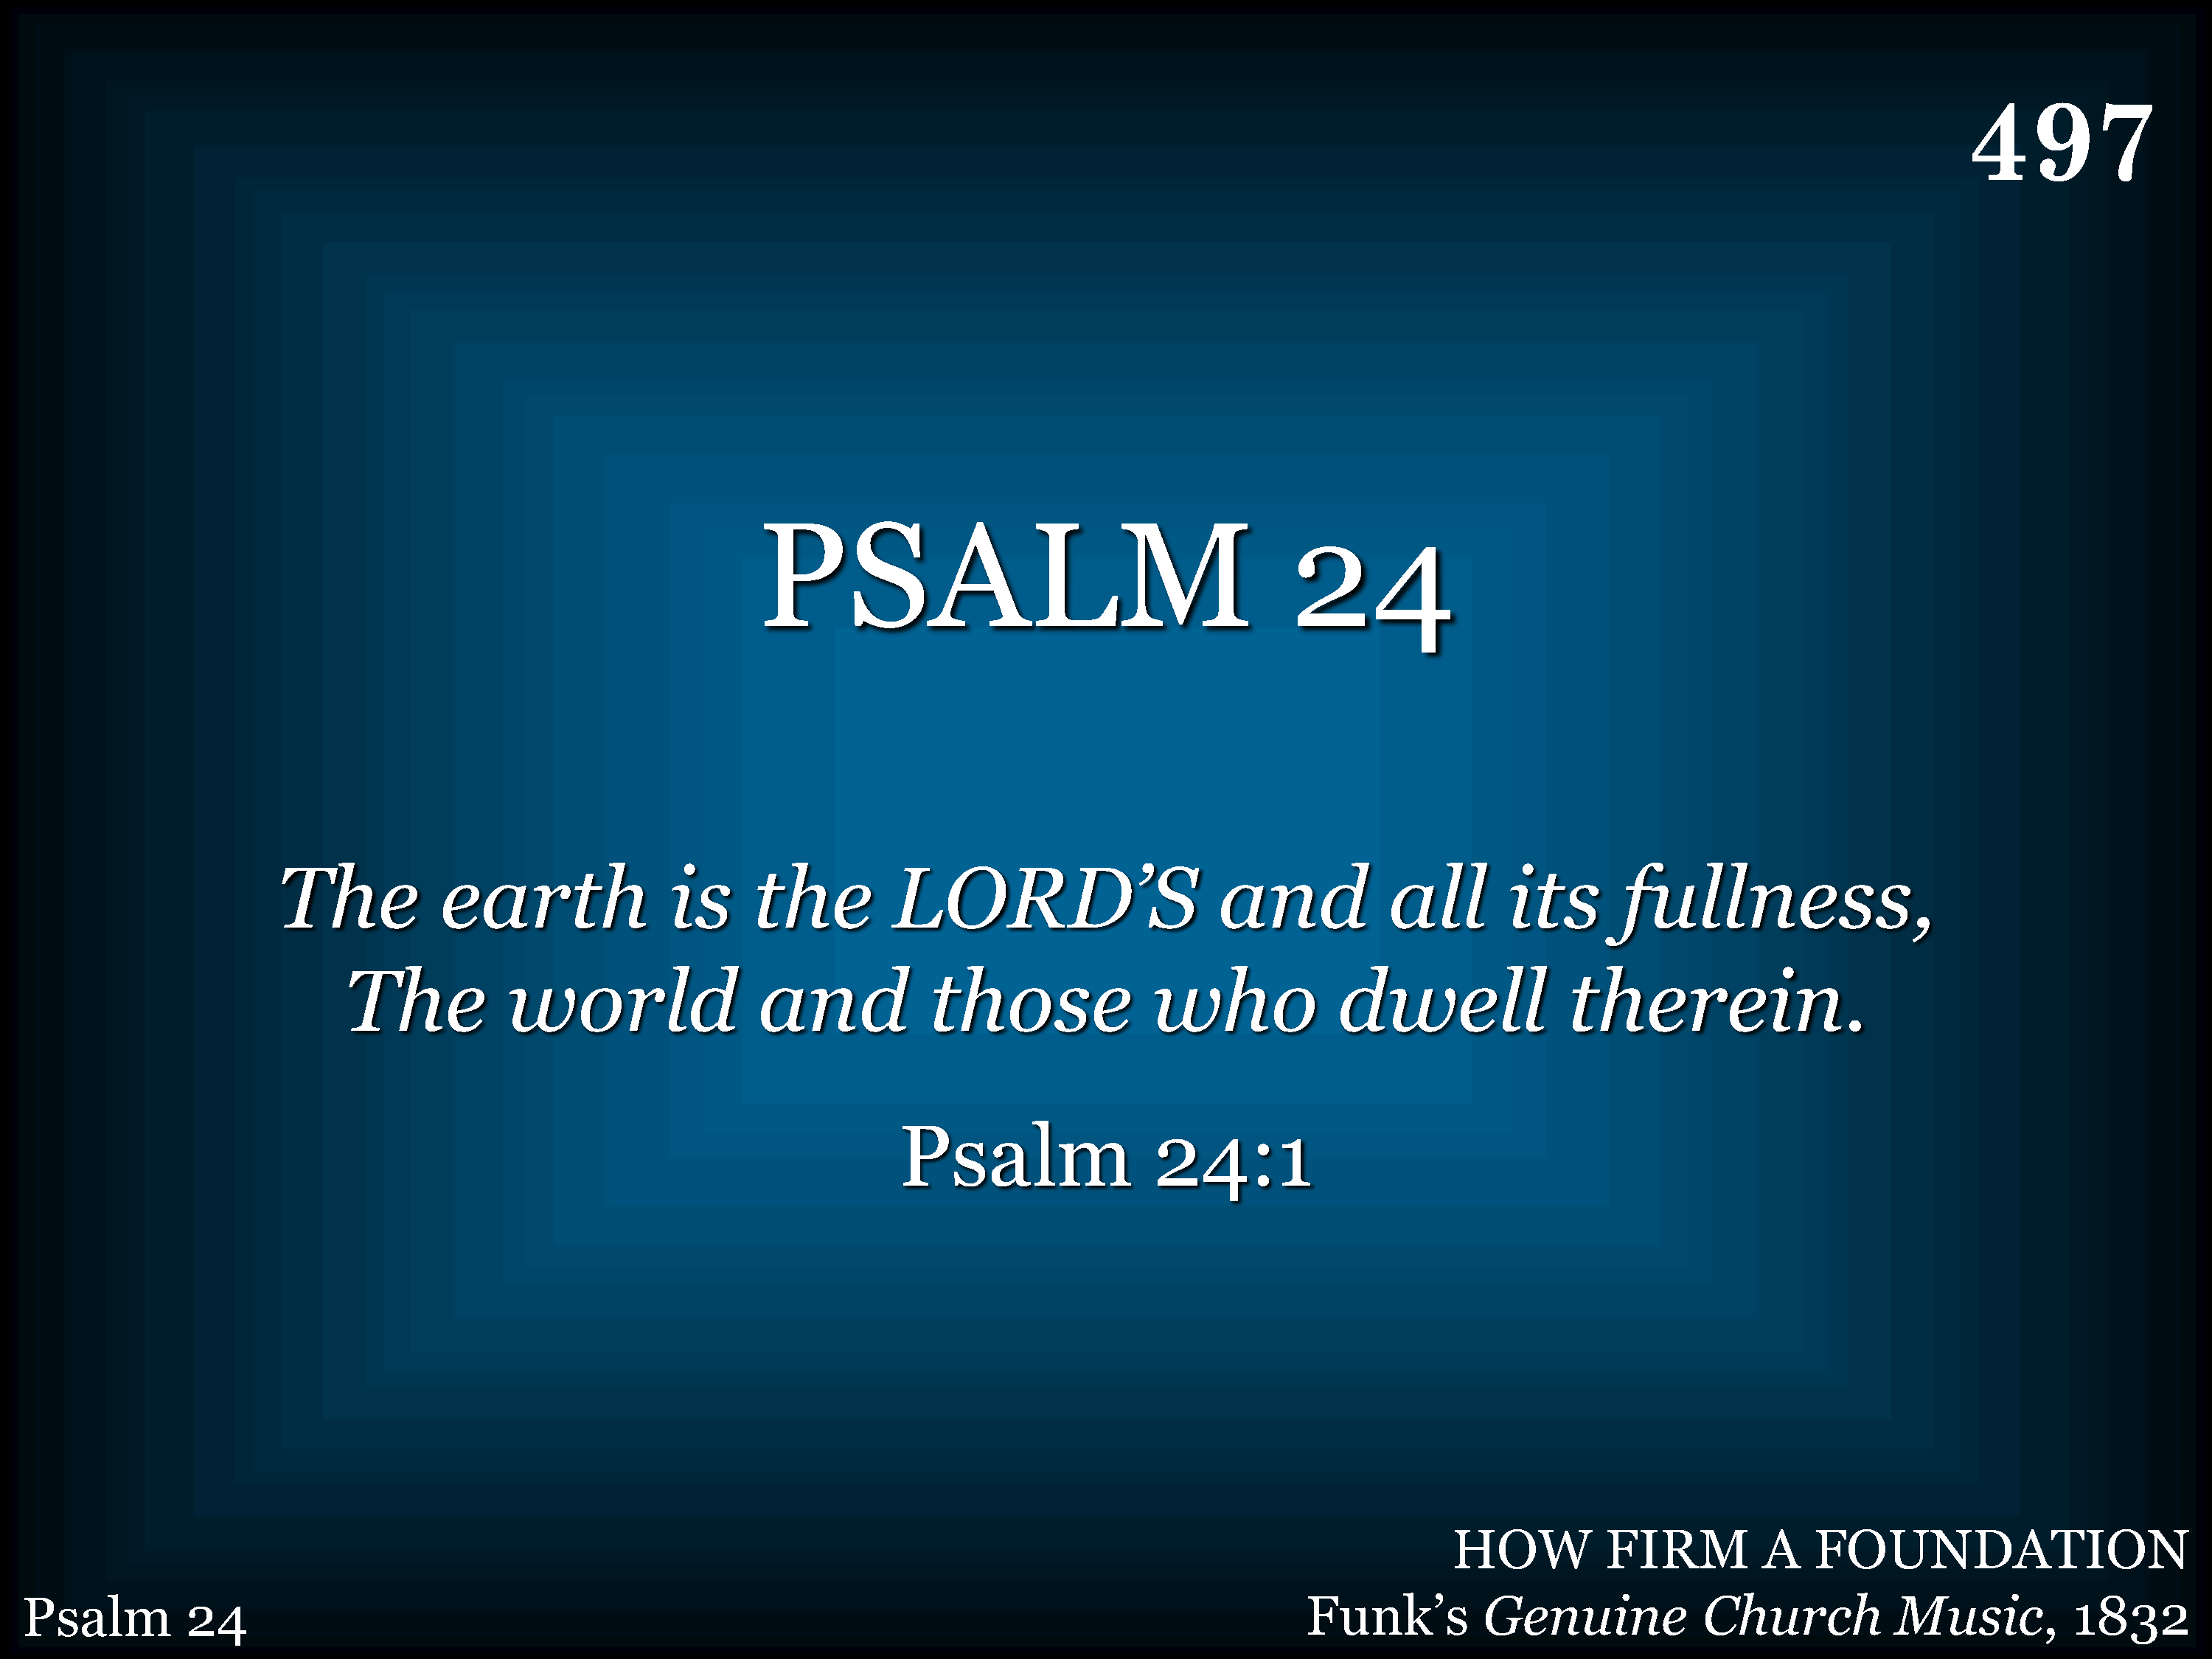 497
PSALM 24
The earth is the LORD’S and all its fullness,
The world and those who dwell therein.
Psalm 24:1
HOW FIRM A FOUNDATION
Psalm 24
Funk’s Genuine Church Music, 1832